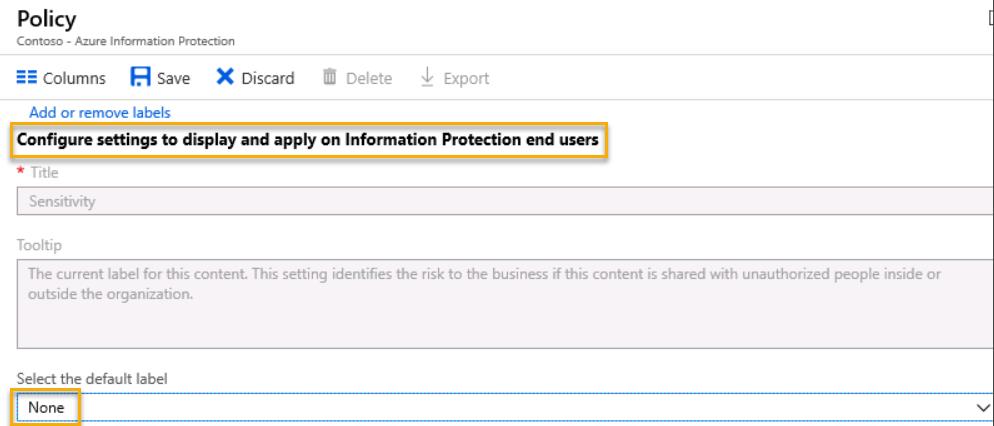 Policy
Contoso - Azure Information Protection
Columns Save Discard Delete Export
Add or remove labels
Configure settings to display and apply on Information Protection end users
* Title
Sensitivity
Tooltip
The current label for this content. This setting identifies the risk to the business if this content is shared with unauthorized people inside or
outside the organization.
Select the default label
None